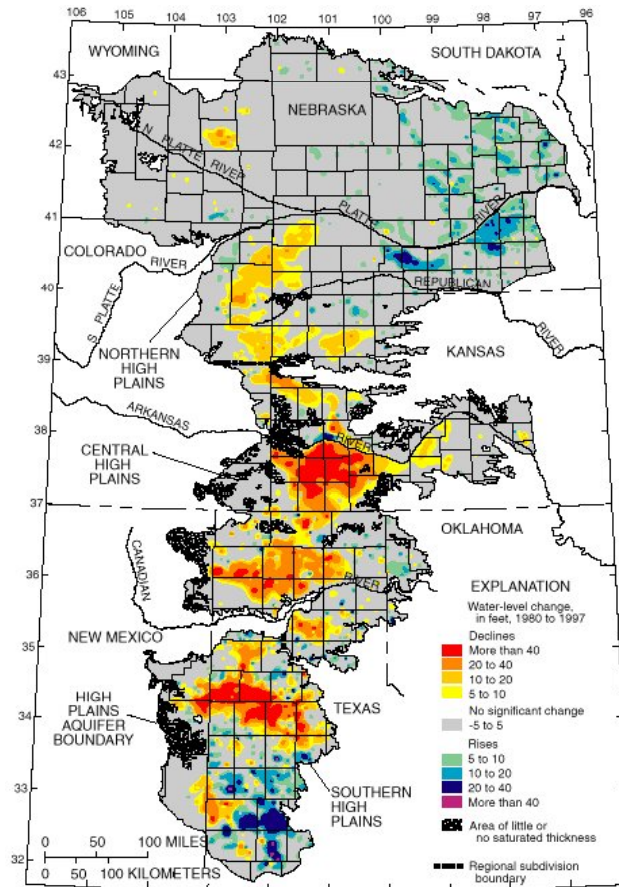 106 105 104 103 102 101 100 99 98 97 96
WYOMING
SOUTH DAKOTA
43
NEBRASKA
N PLATTE RIVER
42
PLATTE
RIVER
41
COLORADO
RIVER
S PLATTE
40
REPUBLICAN
RIVER
NORTHERN
HIGH
PLAINS
39
KANSAS
ARKANSAS
RIVER
38
CENTRAL
HIGH
PLAINS
37
OKLAHOMA
CANADIAN
RIVER
36
NEW MEXICO
35
HIGH
PLAINS
AQUIFER
BOUNDARY
TEXAS
34
33
SOUTHERN
HIGH
PLAINS
0 50 100 MILES
0 50 100 KILOMETERS
32
EXPLANATION
Water-level change,
in feet, 1980 to 1997
Declines
More than 40
20 to 40
10 to 20
5 to 10
No significant change
-5 to 5
Rises
5 to 10
10 to 20
20 to 40
More than 40
Area of little or
no saturated thickness
Regional subdivision
boundary